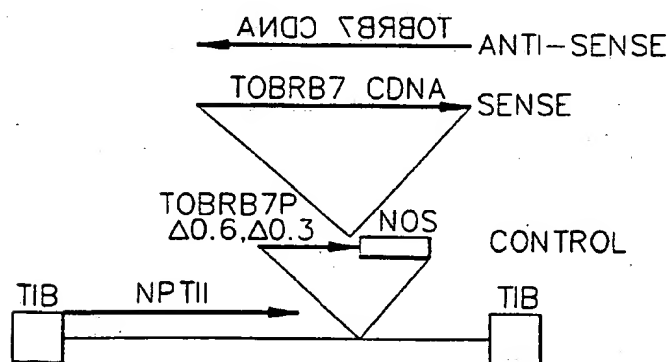 TOBRB7 CDNA
ANTI-SENSE
TOBRB7 CDNA
SENSE
TOBRB7P
Δ0.6,Δ0.3
NOS
CONTROL
TIB
NPTII
TIB